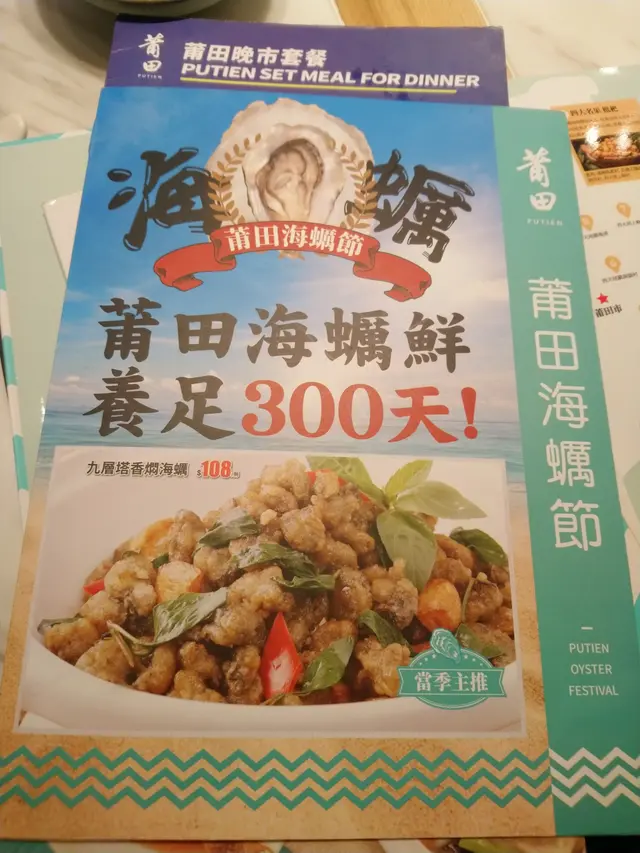 莆田
PUTIEN
莆田晚市套餐
PUTIEN SET MEAL FOR DINNER
海蠣
莆田海蠣節
莆田海蠣鮮
養足300天!
九層塔香燜海蠣 $108
當季主推
莆田
PUTIEN
莆田海蠣節
PUTIEN
OYSTER
FESTIVAL
莆田市